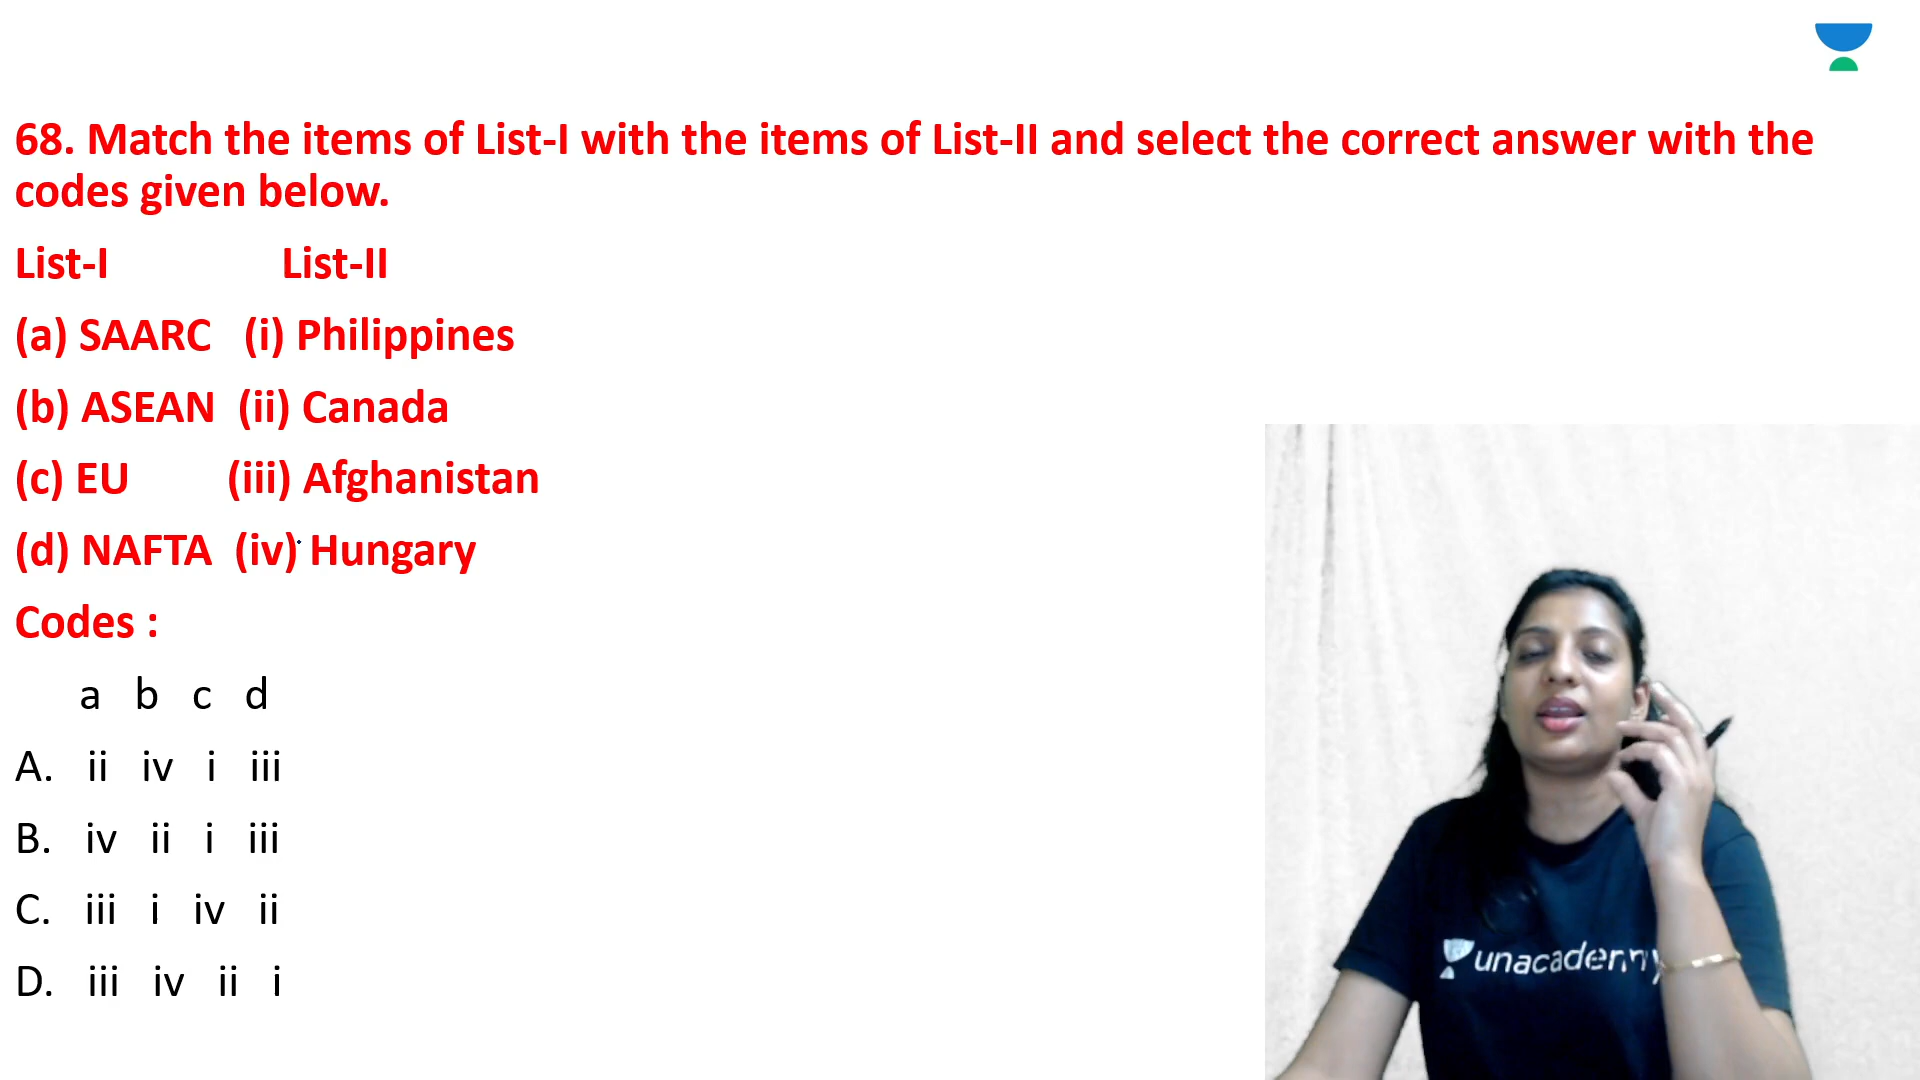 68. Match the items of List-I with the items of List-II and select the correct answer with the
codes given below.
List-I List-II
(a) SAARC (i) Philippines
(b) ASEAN (ii) Canada
(c) EU (iii) Afghanistan
(d) NAFTA (iv) Hungary
Codes :
a b c d
A. ii iv i iii
B. iv ii i iii
C. iii i iv ii
D. iii iv ii i
unacademy